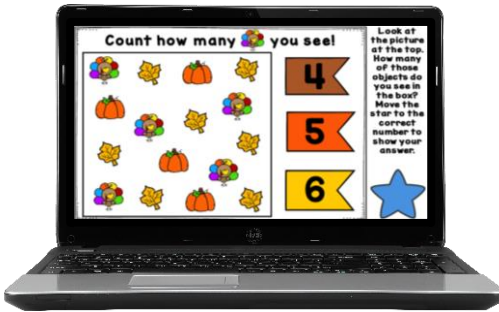 Count how many you see!
4
5
6
Look at
the picture
at the top.
How many
of those
objects do
you see in
the box?
Move the
star to the
correct
number to
show your
answer.